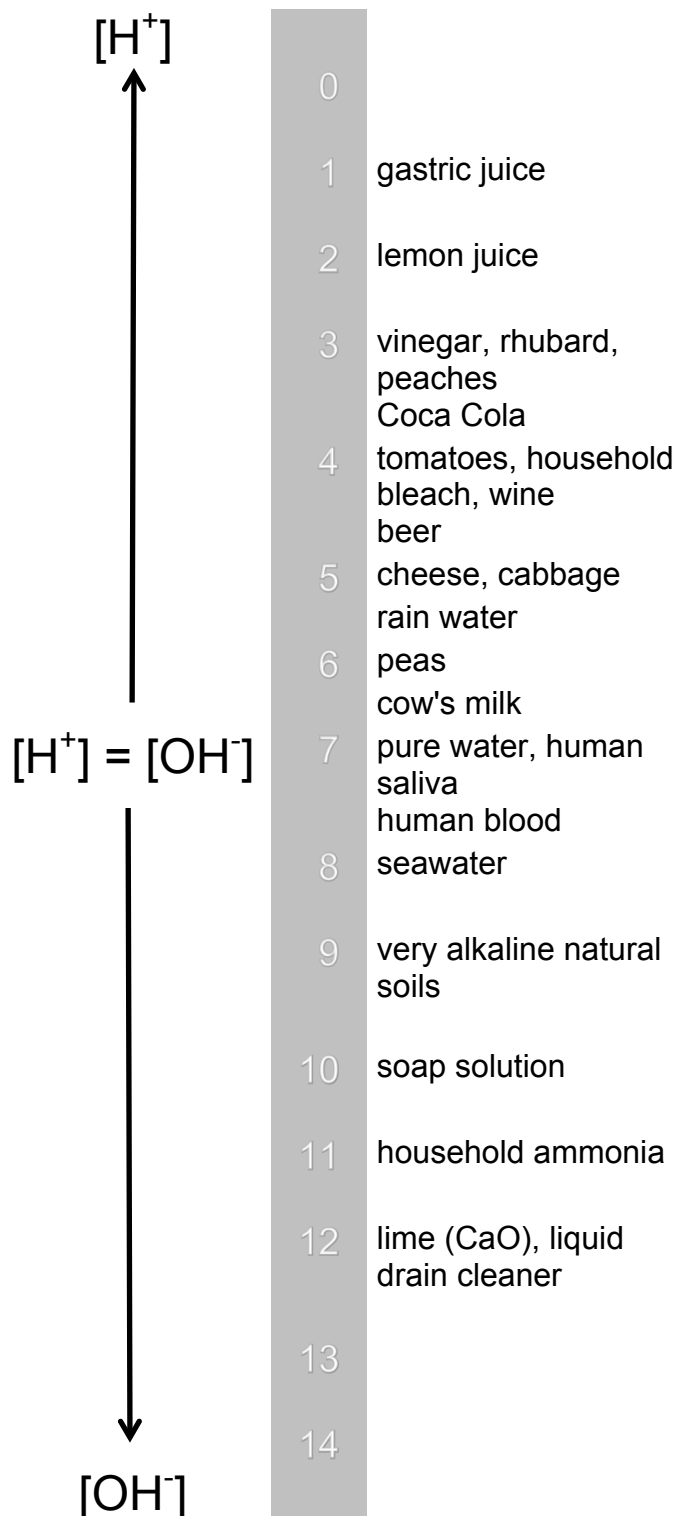 [H⁺]
0
1 gastric juice
2 lemon juice
3 vinegar, rhubard,
peaches
Coca Cola
4 tomatoes, household
bleach, wine
beer
5 cheese, cabbage
rain water
6 peas
cow's milk
[H⁺] = [OH⁻]
7 pure water, human
saliva
human blood
8 seawater
9 very alkaline natural
soils
10 soap solution
11 household ammonia
12 lime (CaO), liquid
drain cleaner
13
14
[OH⁻]